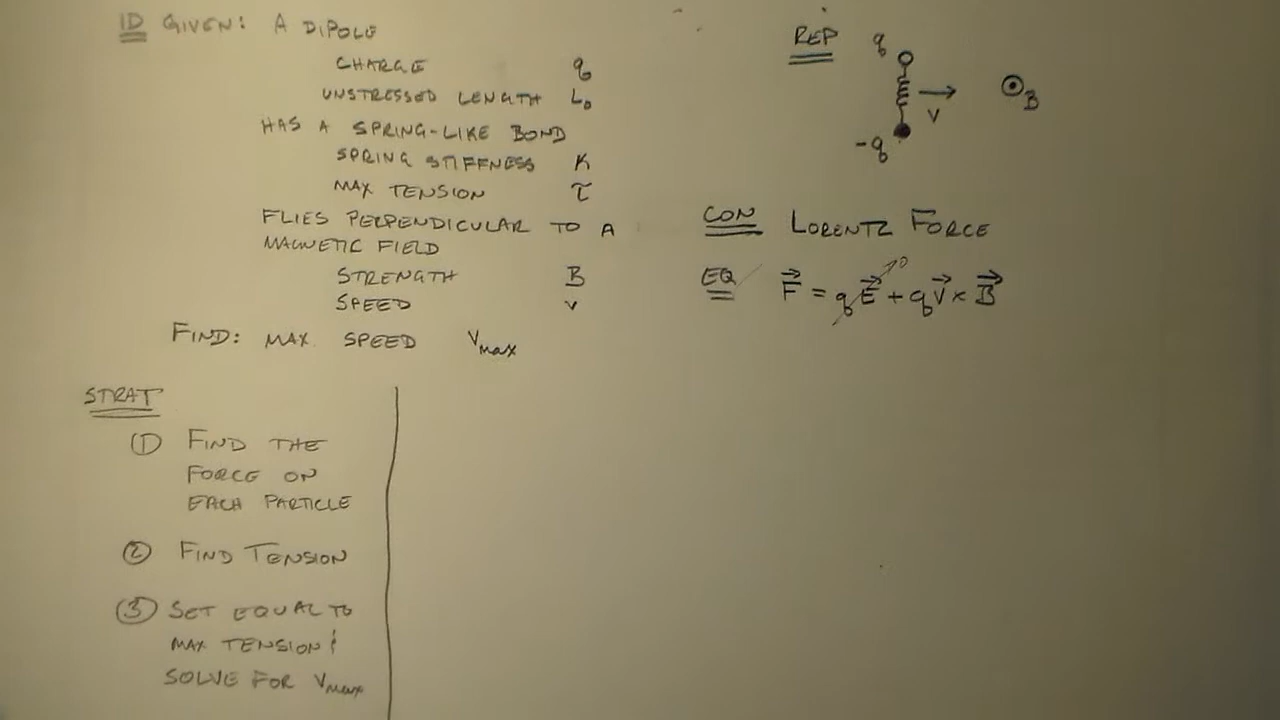 ID GIVEN: A DIPOLE
CHARGE q
UNSTRESSED LENGTH L₀
HAS A SPRING-LIKE BOND
SPRING STIFFNESS K
MAX TENSION τ
FLIES PERPENDICULAR TO A
MAGNETIC FIELD
STRENGTH B
SPEED v
FIND: MAX SPEED Vmax
REP
q
V
B
-q
CON LORENTZ FORCE
EQ F⃗ = qE⃗ + qV⃗ × B⃗
0
STRAT
① FIND THE
FORCE ON
EACH PARTICLE
② FIND TENSION
③ SET EQUAL TO
MAX TENSION &
SOLVE FOR Vmax